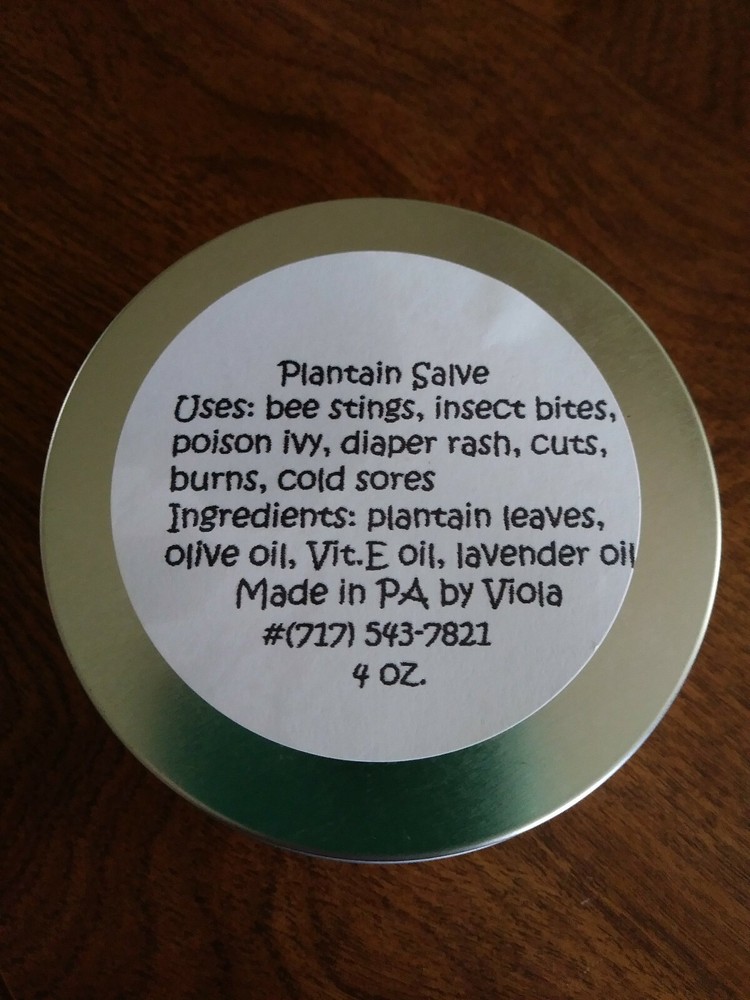 Plantain Salve
Uses: bee stings, insect bites,
poison ivy, diaper rash, cuts,
burns, cold sores
Ingredients: plantain leaves,
olive oil, Vit.E oil, lavender oil
Made in PA by Viola
#(717) 543-7821
4 oz.